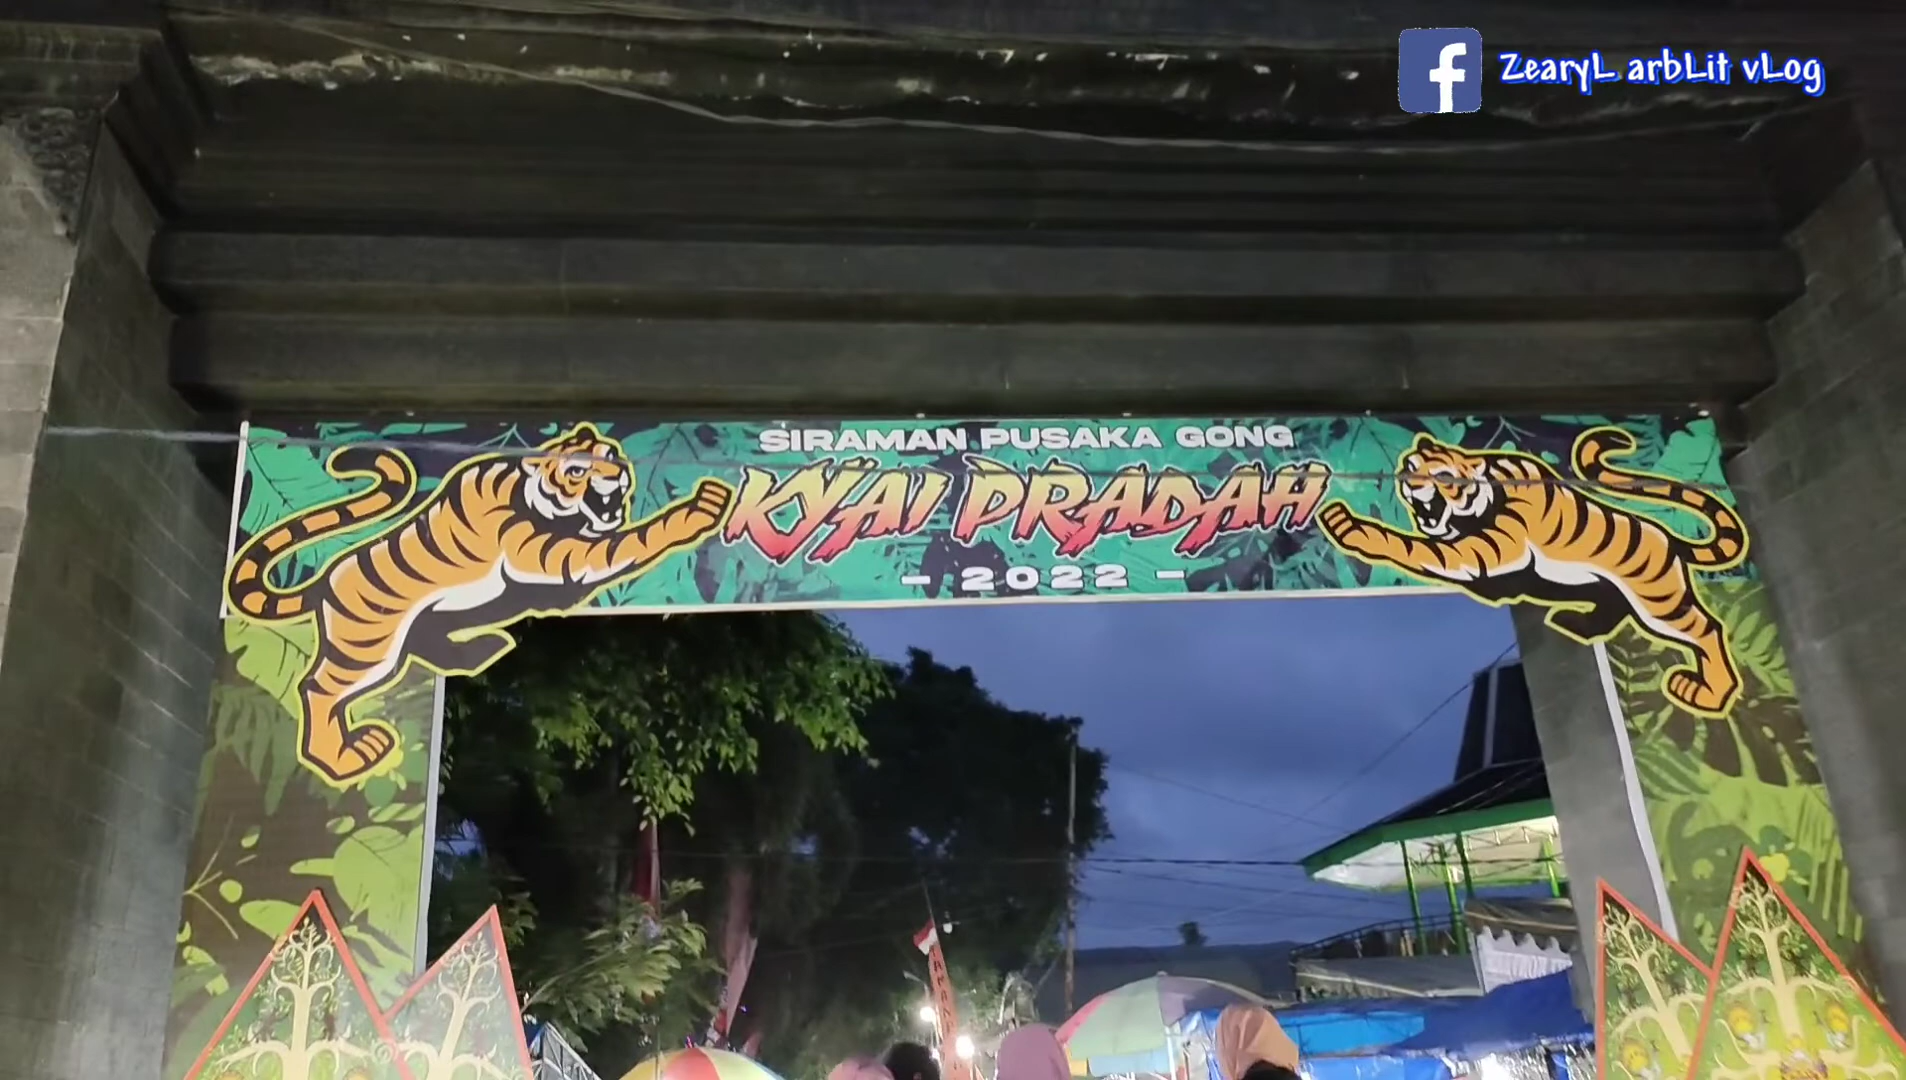 ZearyL arbLit vLog
SIRAMAN PUSAKA GONG
KYAI PRADAH
- 2022 -